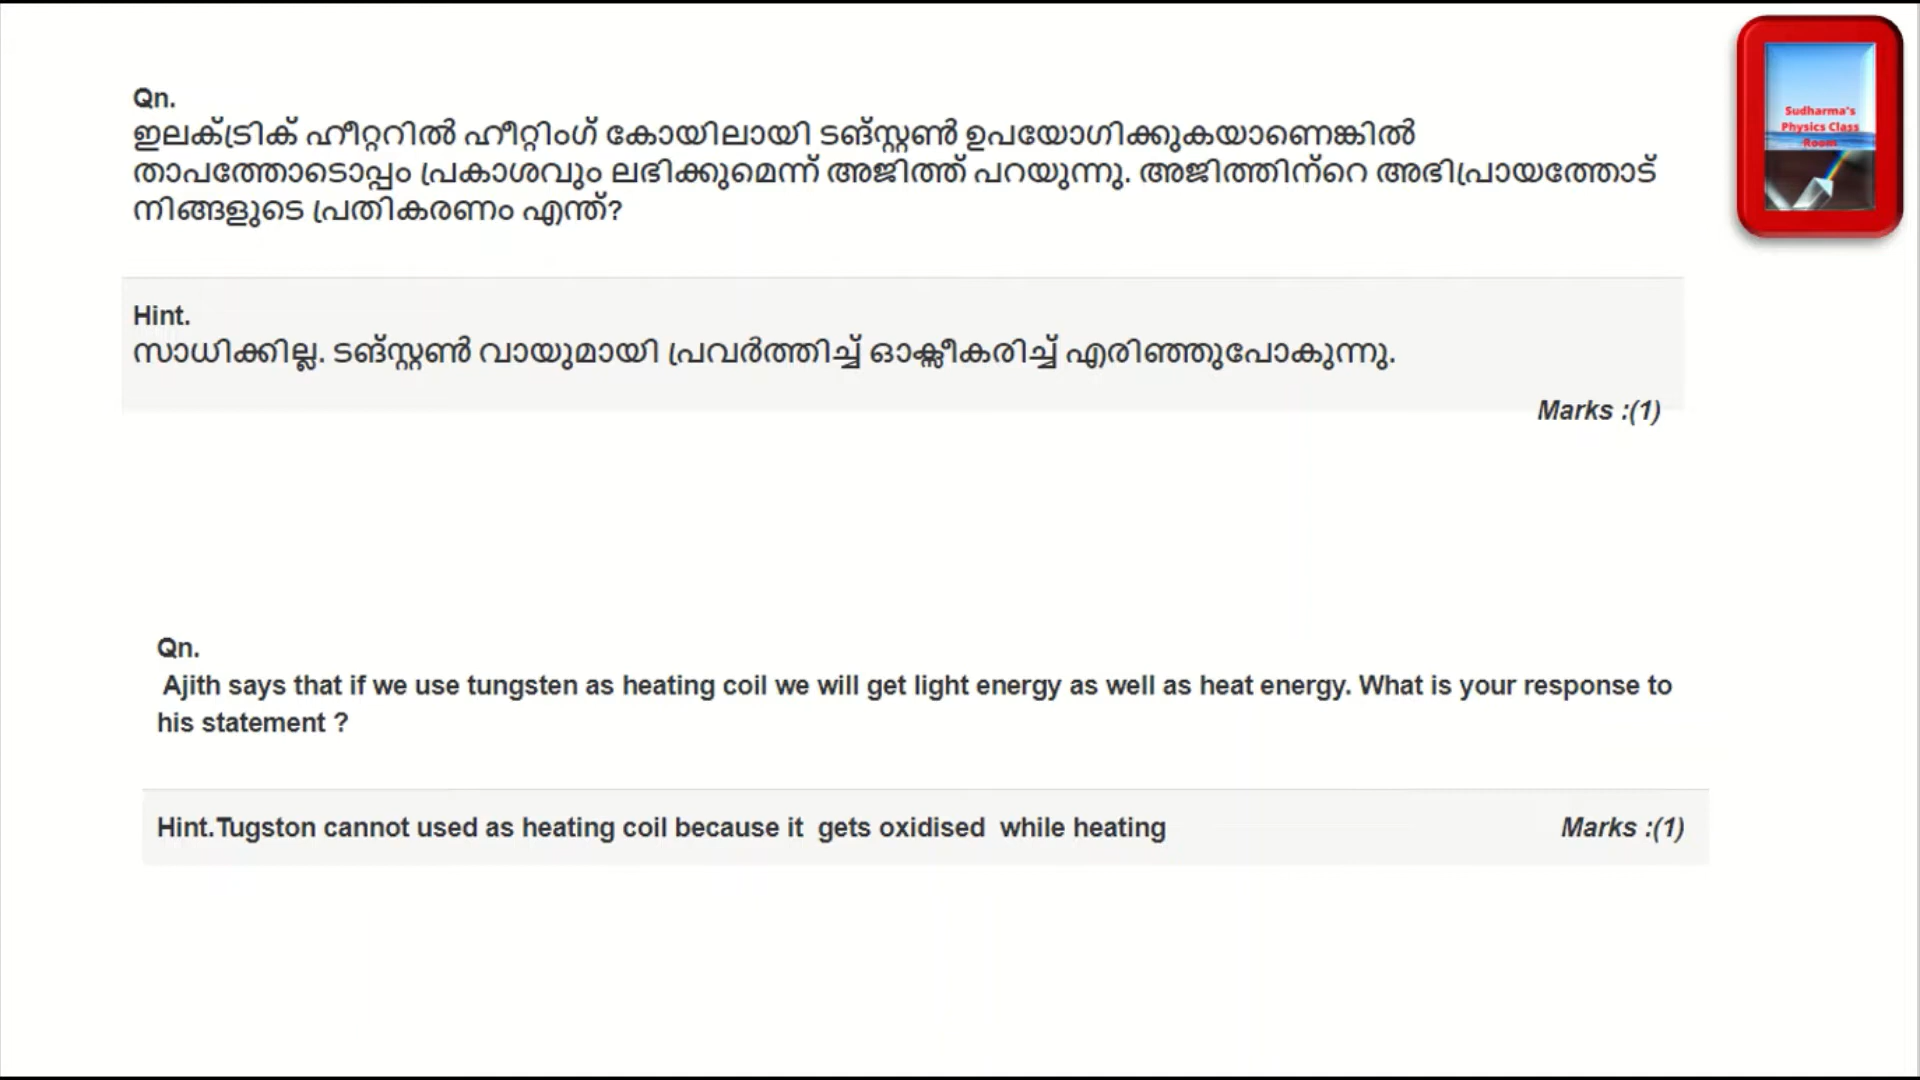 Sudharma's
Physics Class
Room
Qn.
ഇലക്ട്രിക് ഹീറ്ററിൽ ഹീറ്റിംഗ് കോയിലായി ടങ്സ്റ്റൺ ഉപയോഗിക്കുകയാണെങ്കിൽ
താപത്തോടൊപ്പം പ്രകാശവും ലഭിക്കുമെന്ന് അജിത്ത് പറയുന്നു. അജിത്തിന്റെ അഭിപ്രായത്തോട്
നിങ്ങളുടെ പ്രതികരണം എന്ത്?
Hint.
സാധിക്കില്ല. ടങ്സ്റ്റൺ വായുമായി പ്രവർത്തിച്ച് ഓക്സീകരിച്ച് എരിഞ്ഞുപോകുന്നു.
Marks :(1)
Qn.
Ajith says that if we use tungsten as heating coil we will get light energy as well as heat energy. What is your response to
his statement ?
Hint.Tugston cannot used as heating coil because it gets oxidised while heating Marks :(1)